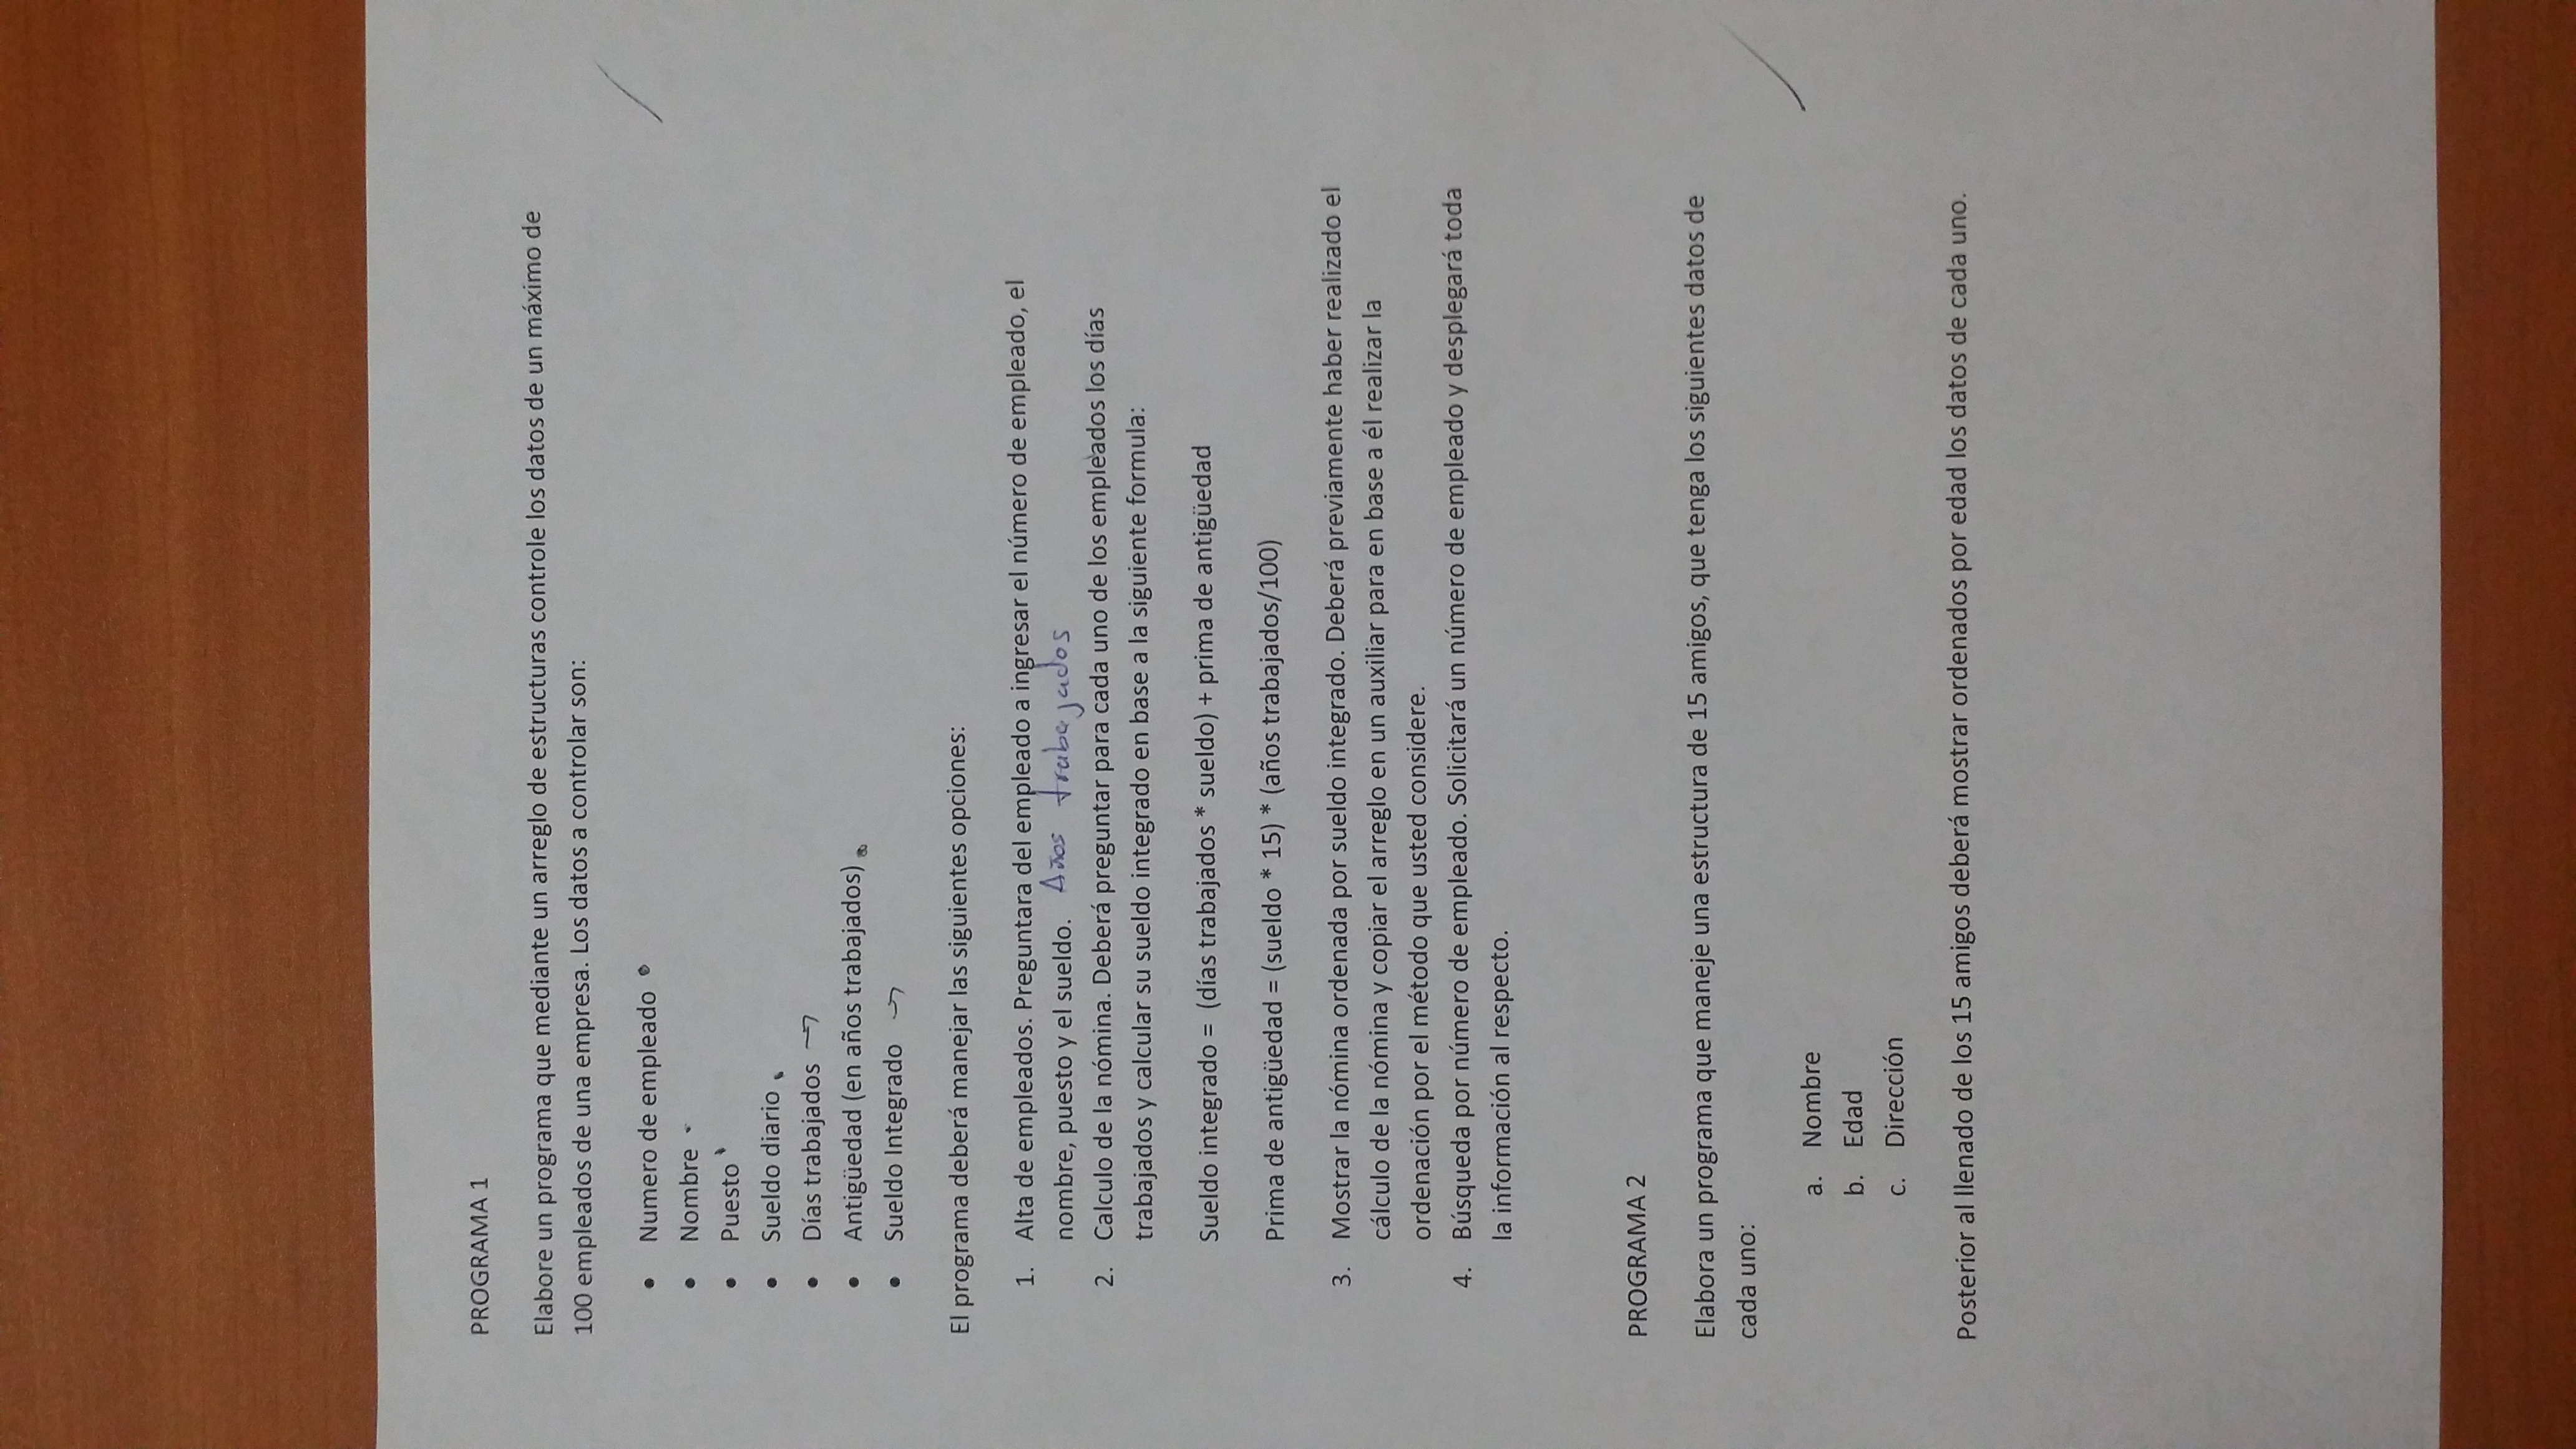 PROGRAMA 1
Elabore un programa que mediante un arreglo de estructuras controle los datos de un máximo de
100 empleados de una empresa. Los datos a controlar son:
• Numero de empleado
• Nombre
• Puesto
• Sueldo diario
• Días trabajados
• Antigüedad (en años trabajados)
• Sueldo Integrado
El programa deberá manejar las siguientes opciones:
1. Alta de empleados. Preguntara del empleado a ingresar el número de empleado, el
nombre, puesto y el sueldo. Años trabajados
2. Calculo de la nómina. Deberá preguntar para cada uno de los empleados los días
trabajados y calcular su sueldo integrado en base a la siguiente formula:
Sueldo integrado = (días trabajados * sueldo) + prima de antigüedad
Prima de antigüedad = (sueldo * 15) * (años trabajados/100)
3. Mostrar la nómina ordenada por sueldo integrado. Deberá previamente haber realizado el
cálculo de la nómina y copiar el arreglo en un auxiliar para en base a él realizar la
ordenación por el método que usted considere.
4. Búsqueda por número de empleado. Solicitará un número de empleado y desplegará toda
la información al respecto.
PROGRAMA 2
Elabora un programa que maneje una estructura de 15 amigos, que tenga los siguientes datos de
cada uno:
a. Nombre
b. Edad
c. Dirección
Posterior al llenado de los 15 amigos deberá mostrar ordenados por edad los datos de cada uno.